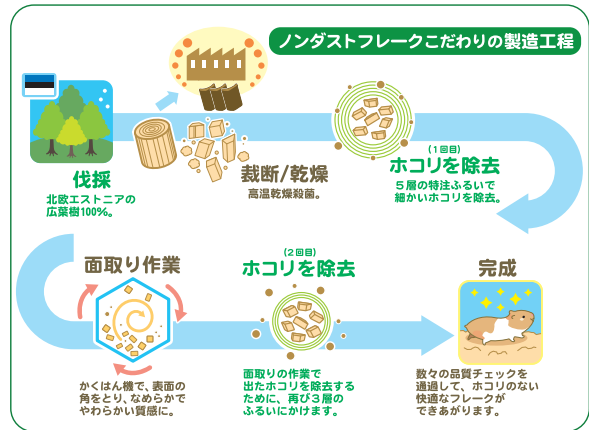 ノンダストフレークこだわりの製造工程
伐採
北欧エストニアの
広葉樹100%。
裁断/乾燥
高温乾燥殺菌。
(1回目)
ホコリを除去
5層の特注ふるいで
細かいホコリを除去。
面取り作業
かくはん機で、表面の
角をとり、なめらかで
やわらかい質感に。
(2回目)
ホコリを除去
面取りの作業で
出たホコリを除去する
ために、再び3層の
ふるいにかけます。
完成
数々の品質チェックを
通過して、ホコリのない
快適なフレークが
できあがります。